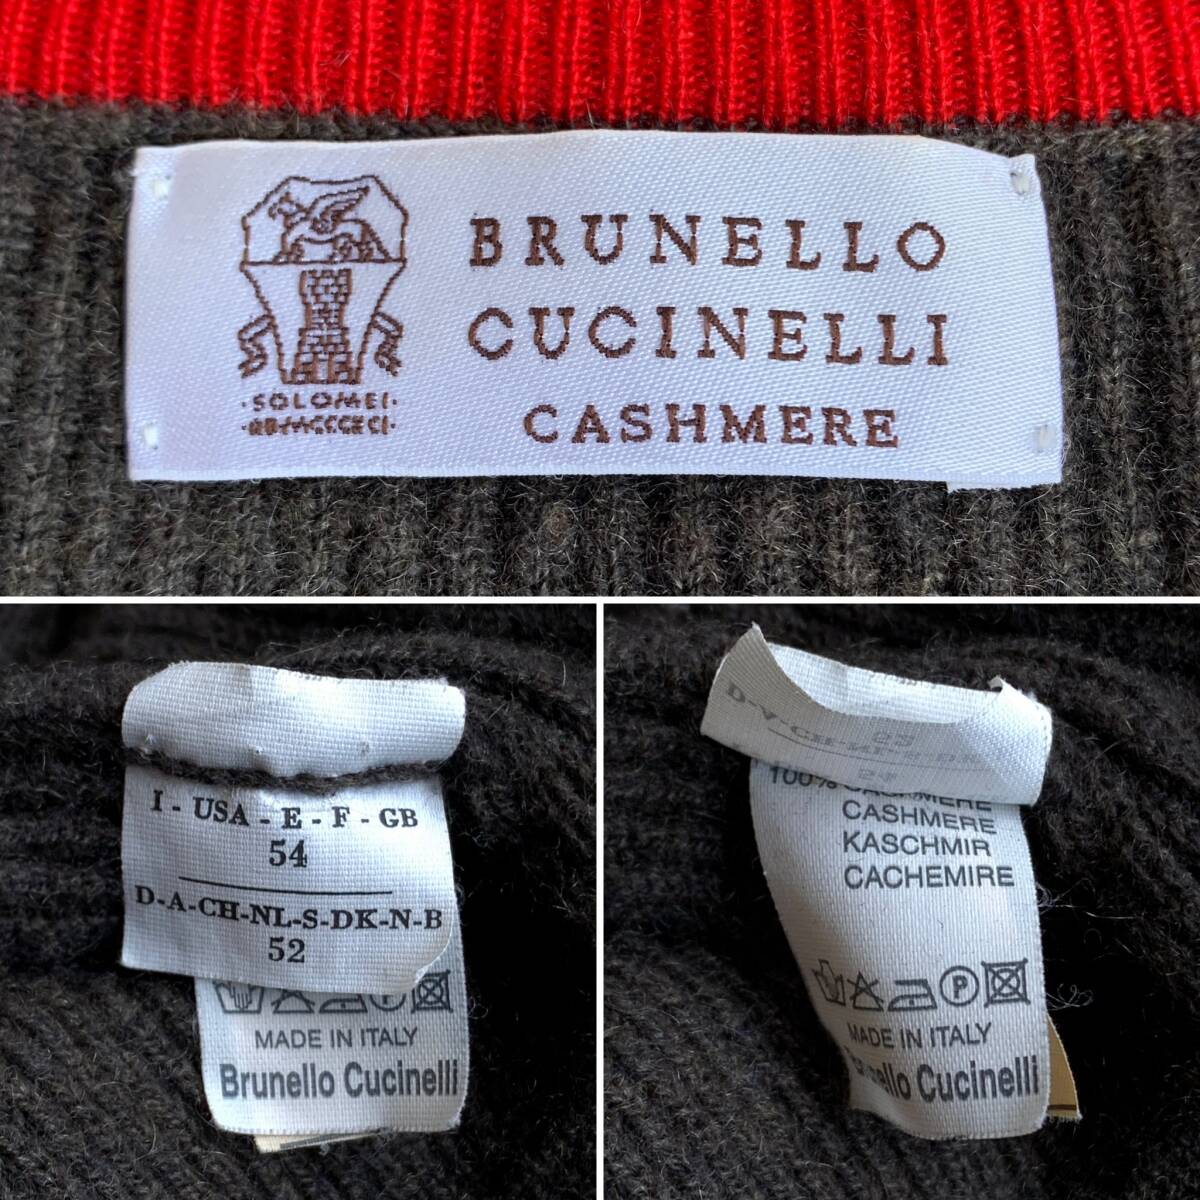 BRUNELLO
CUCINELLI
CASHMERE
·SOLOMEI·
I - USA - E - F - GB
54
D-A-CH-NL-S-DK-N-B
52
MADE IN ITALY
Brunello Cucinelli
100% CASHMERE
CASHMERE
KASCHMIR
CACHEMIRE
P
MADE IN ITALY
Cucinelli